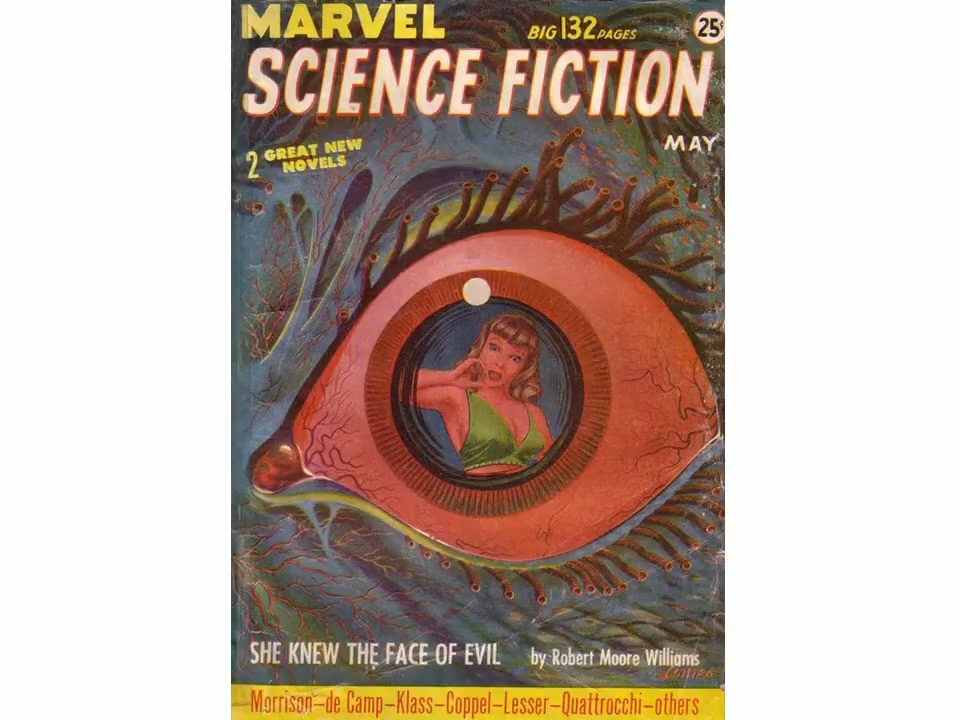 MARVEL
BIG 132 PAGES
25¢
SCIENCE FICTION
MAY
2 GREAT NEW
NOVELS
SHE KNEW THE FACE OF EVIL by Robert Moore Williams
Morrison—de Camp—Klass—Coppel—Lesser—Quattrocchi—others